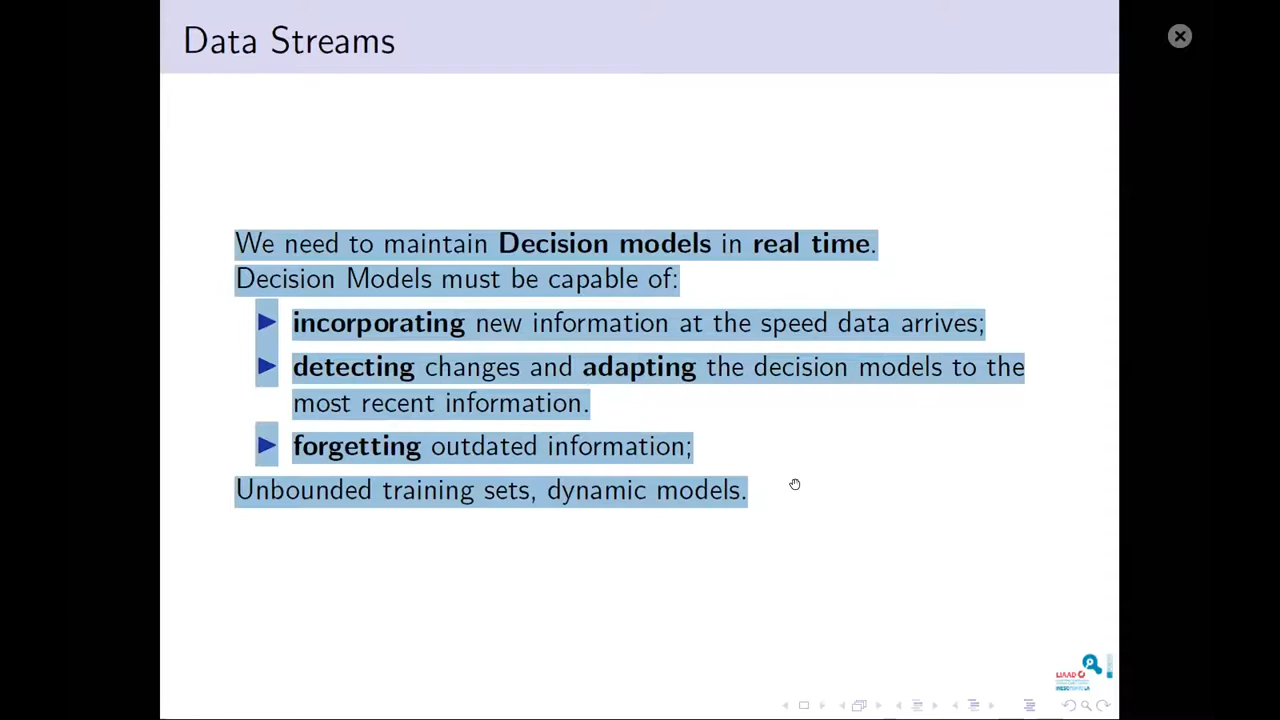 Data Streams
We need to maintain Decision models in real time.
Decision Models must be capable of:
▶ incorporating new information at the speed data arrives;
▶ detecting changes and adapting the decision models to the
most recent information.
▶ forgetting outdated information;
Unbounded training sets, dynamic models.
LIAAD